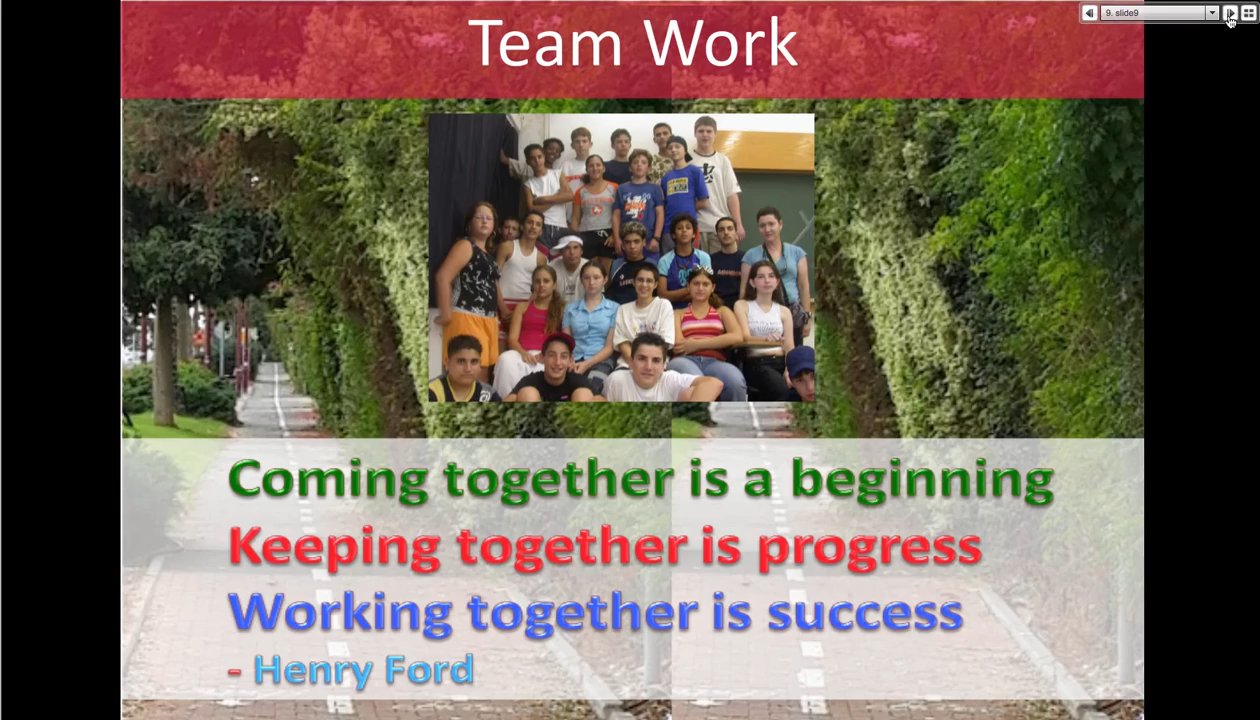 Team Work
9. slide9
Coming together is a beginning
Keeping together is progress
Working together is success
- Henry Ford